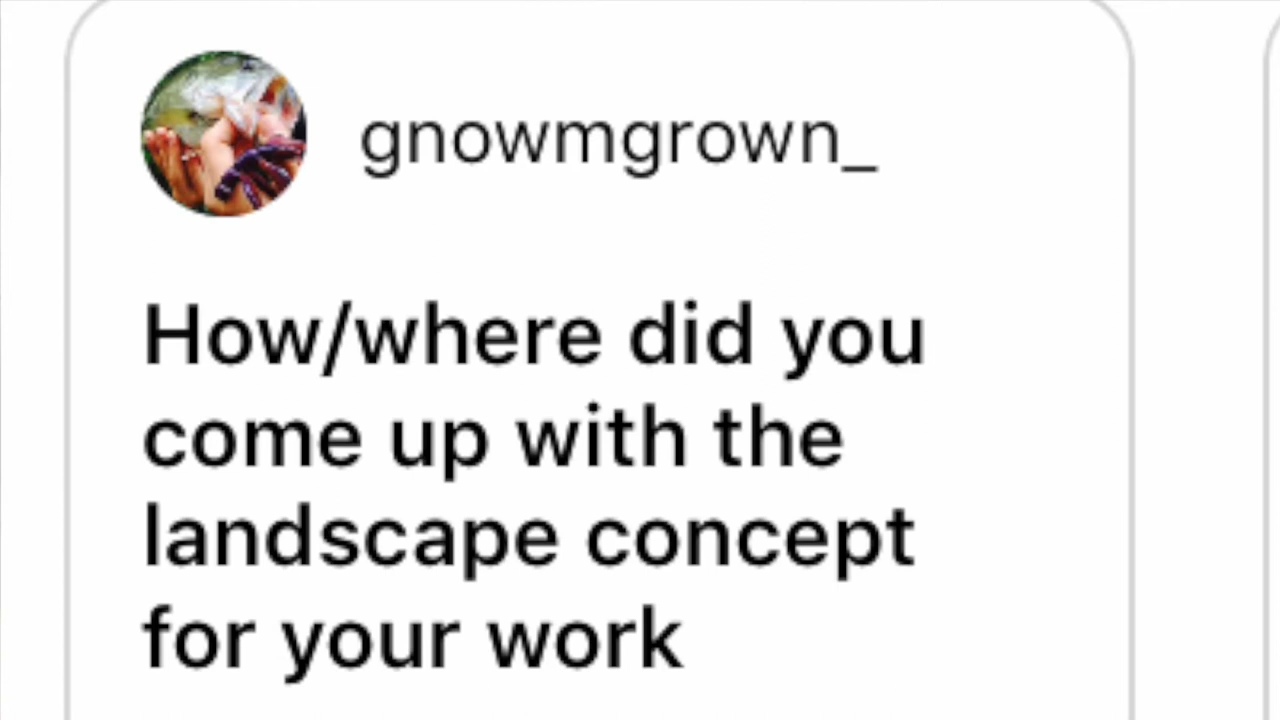 gnowmgrown_
How/where did you
come up with the
landscape concept
for your work